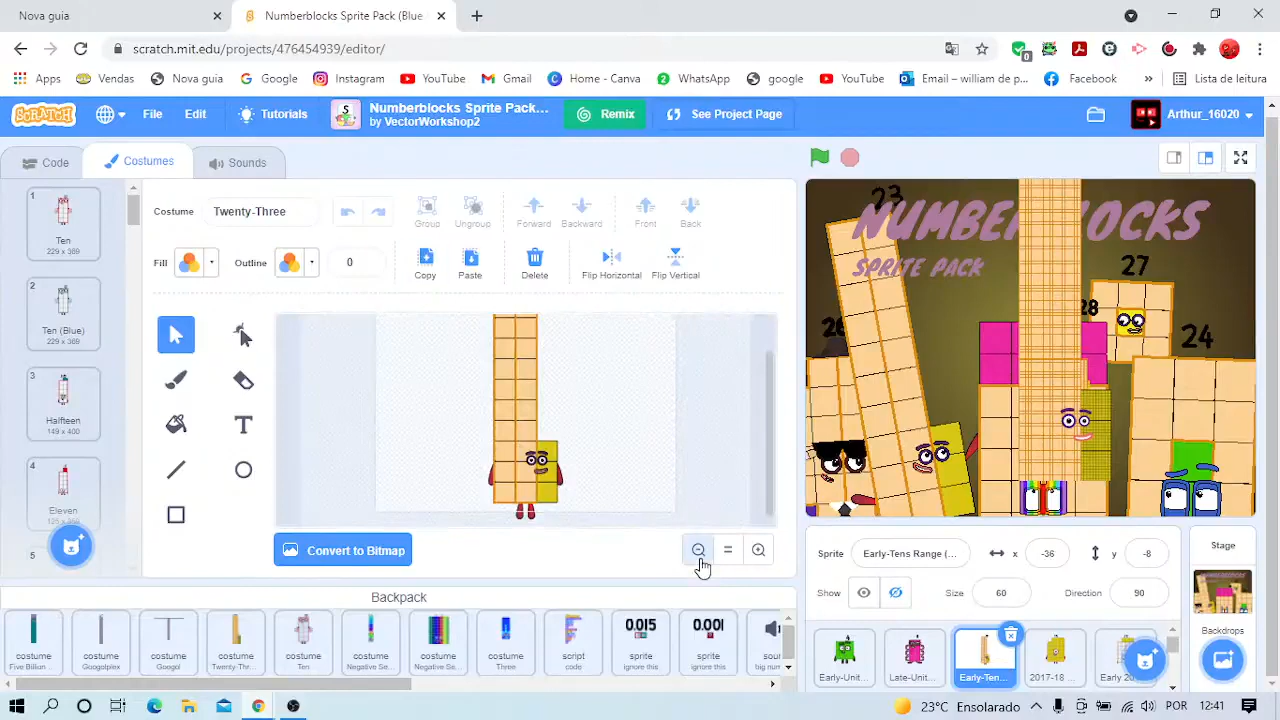 Nova guia
Numberblocks Sprite Pack (Blue
scratch.mit.edu/projects/476454939/editor/
0
Apps Vendas Nova guia Google Instagram YouTube Gmail Home - Canva WhatsApp google YouTube Email – william de p... Facebook » Lista de leitura
SCRATCH File Edit Tutorials Numberblocks Sprite Pack... Remix See Project Page Arthur_16020
by VectorWorkshop2
Code Costumes Sounds
1
Ten
229 x 369
2
Ten (Blue)
229 x 369
3
Halfteen
149 x 400
4
Eleven
5
Costume Twenty-Three Group Ungroup Forward Backward Front Back
Fill Outline 0 Copy Paste Delete Flip Horizontal Flip Vertical
T
Convert to Bitmap
23
NUMBERBLOCKS
SPRITE PACK
27
28
24
Sprite Early-Tens Range (... x -36 y -8
Show Size 60 Direction 90
Stage
Backdrops
Early-Unit... Late-Unit... Early-Ten... 2017-18 ... Early 20
Backpack
costume costume costume costume costume costume costume costume script sprite sprite
Five Billion... Googolplex Googol Twenty-Thr... Ten Negative Se... Negative Se... Three code ignore this ignore this big num
0.015
0.001
23°C Ensolarado POR 12:41